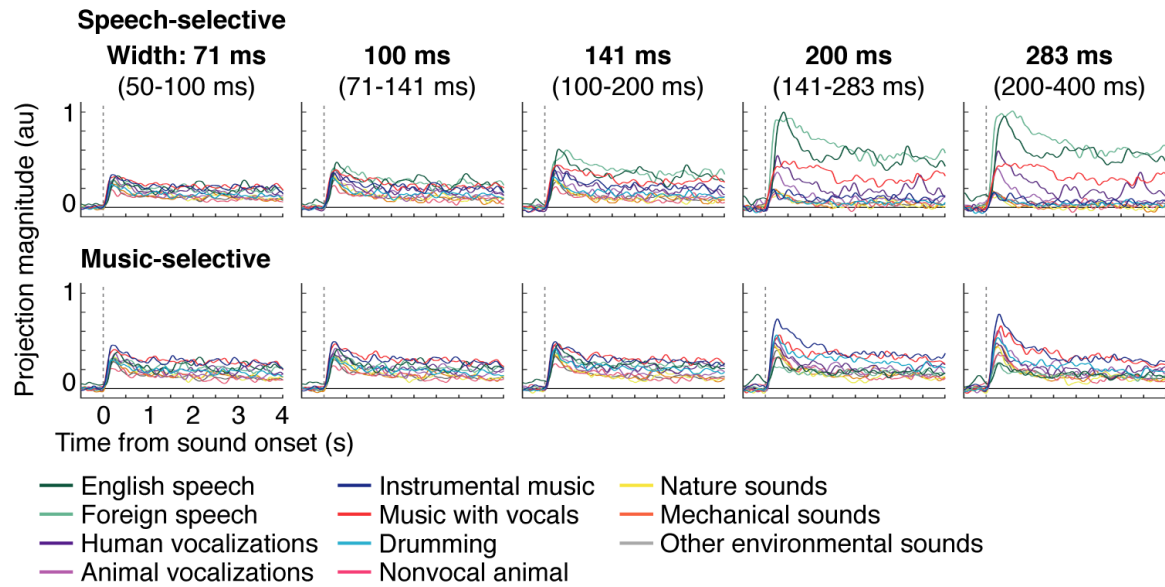 Speech-selective
Width: 71 ms 100 ms 141 ms 200 ms 283 ms
(50-100 ms) (71-141 ms) (100-200 ms) (141-283 ms) (200-400 ms)
Projection magnitude (au)
1
0
Music-selective
1
0
0 1 2 3 4
Time from sound onset (s)
English speech Instrumental music Nature sounds
Foreign speech Music with vocals Mechanical sounds
Human vocalizations Drumming Other environmental sounds
Animal vocalizations Nonvocal animal